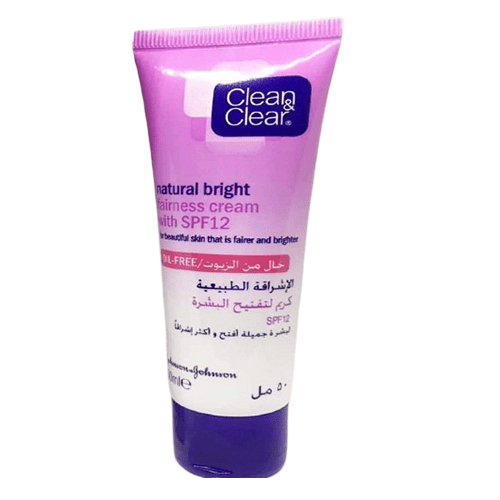 Clean &
Clear®
natural bright
fairness cream
with SPF12
for beautiful skin that is fairer and brighter
OIL-FREE/خال من الزيوت
الإشراقة الطبيعية
كريم لتفتيح البشرة
SPF12
لبشرة جميلة أفتح و أكثر إشراقاً
Johnson & Johnson
50ml e
٥٠ مل